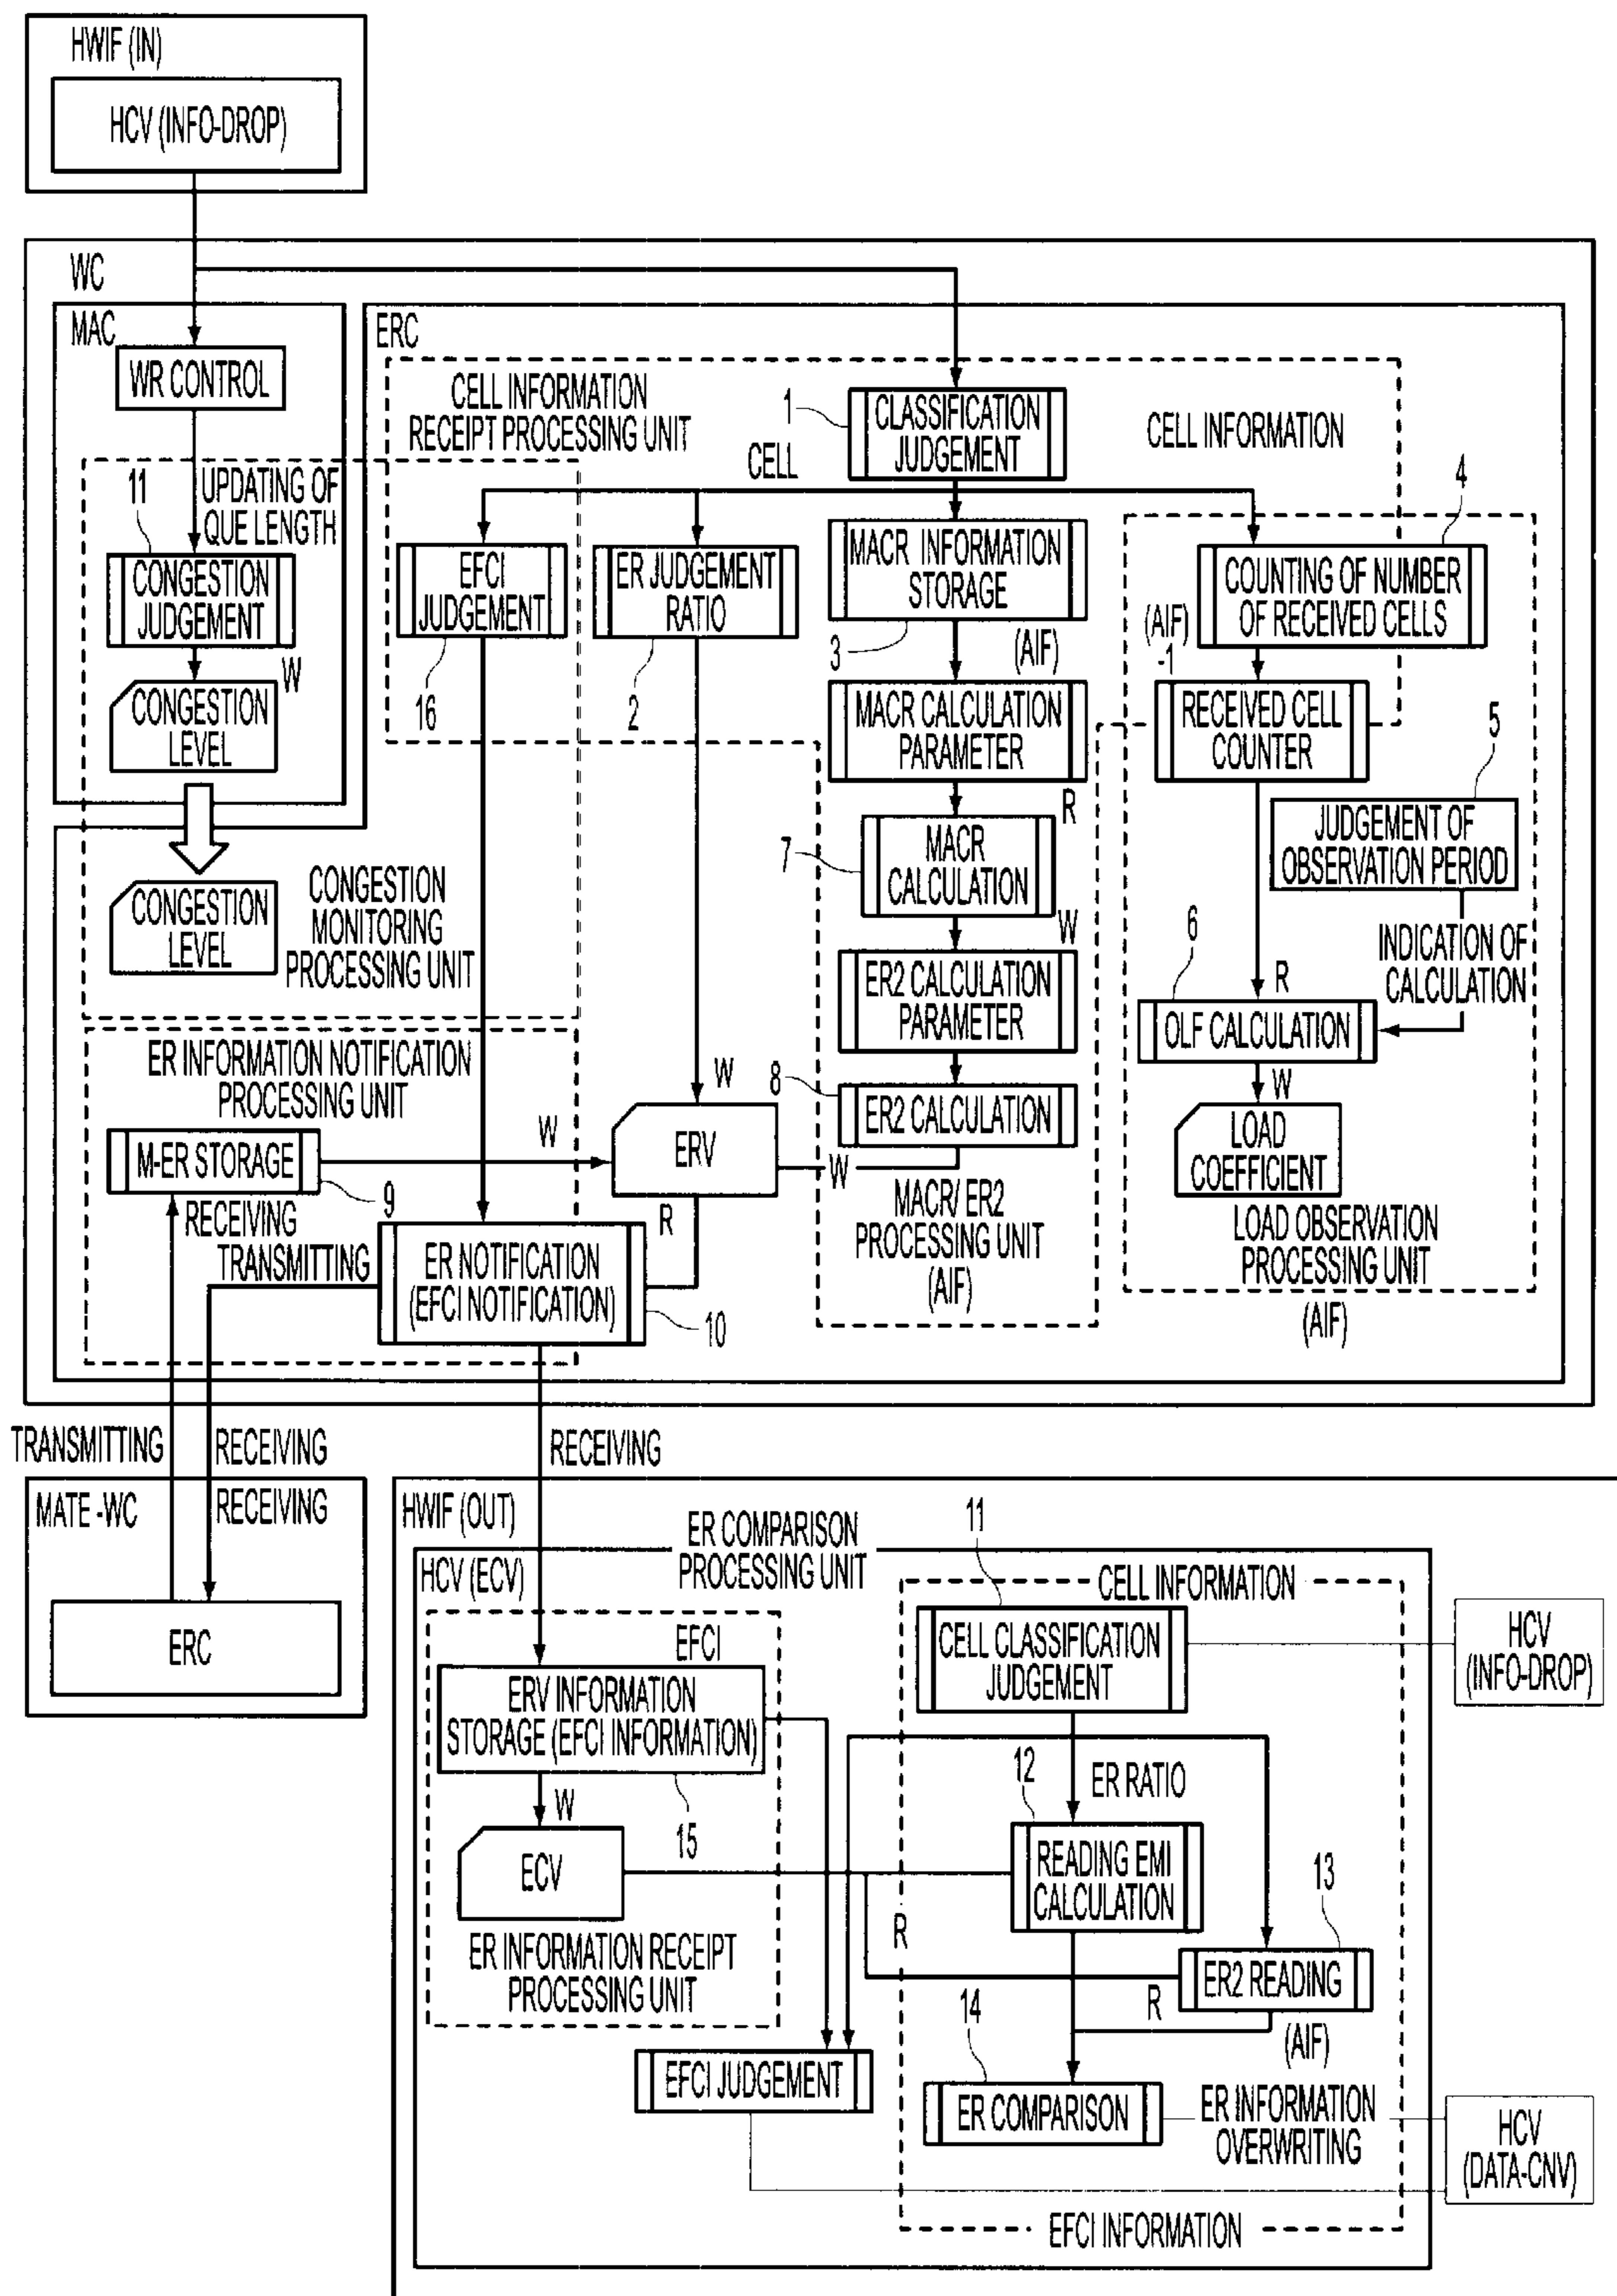 HWIF (IN)
HCV (INFO-DROP)
WC
MAC
ERC
WR CONTROL
CELL INFORMATION
RECEIPT PROCESSING UNIT
1
CLASSIFICATION
JUDGEMENT
CELL INFORMATION
CELL
11
UPDATING OF
QUE LENGTH
4
CONGESTION
JUDGEMENT
EFCI
JUDGEMENT
ER JUDGEMENT
RATIO
MACR INFORMATION
STORAGE
COUNTING OF NUMBER
OF RECEIVED CELLS
(AIF)
-1
W
16
2
3
(AIF)
CONGESTION
LEVEL
MACR CALCULATION
PARAMETER
RECEIVED CELL
COUNTER
5
R
JUDGEMENT OF
OBSERVATION PERIOD
7
MACR
CALCULATION
CONGESTION
LEVEL
CONGESTION
MONITORING
PROCESSING UNIT
W
6
INDICATION OF
CALCULATION
ER2 CALCULATION
PARAMETER
R
OLF CALCULATION
ER INFORMATION NOTIFICATION
PROCESSING UNIT
W
8
ER2 CALCULATION
W
M-ER STORAGE
W
ERV
W
LOAD
COEFFICIENT
9
RECEIVING
TRANSMITTING
R
MACR/ ER2
PROCESSING UNIT
(AIF)
LOAD OBSERVATION
PROCESSING UNIT
(AIF)
ER NOTIFICATION
(EFCI NOTIFICATION)
10
TRANSMITTING
RECEIVING
RECEIVING
MATE -WC
RECEIVING
HWIF (OUT)
ER COMPARISON
PROCESSING UNIT
11
HCV (ECV)
CELL INFORMATION
ERC
EFCI
CELL CLASSIFICATION
JUDGEMENT
HCV
(INFO-DROP)
ERV INFORMATION
STORAGE (EFCI INFORMATION)
12
ER RATIO
W
15
ECV
READING EMI
CALCULATION
13
R
ER INFORMATION RECEIPT
PROCESSING UNIT
ER2 READING
14
R
(AIF)
EFCI JUDGEMENT
ER COMPARISON
ER INFORMATION
OVERWRITING
HCV
(DATA-CNV)
EFCI INFORMATION